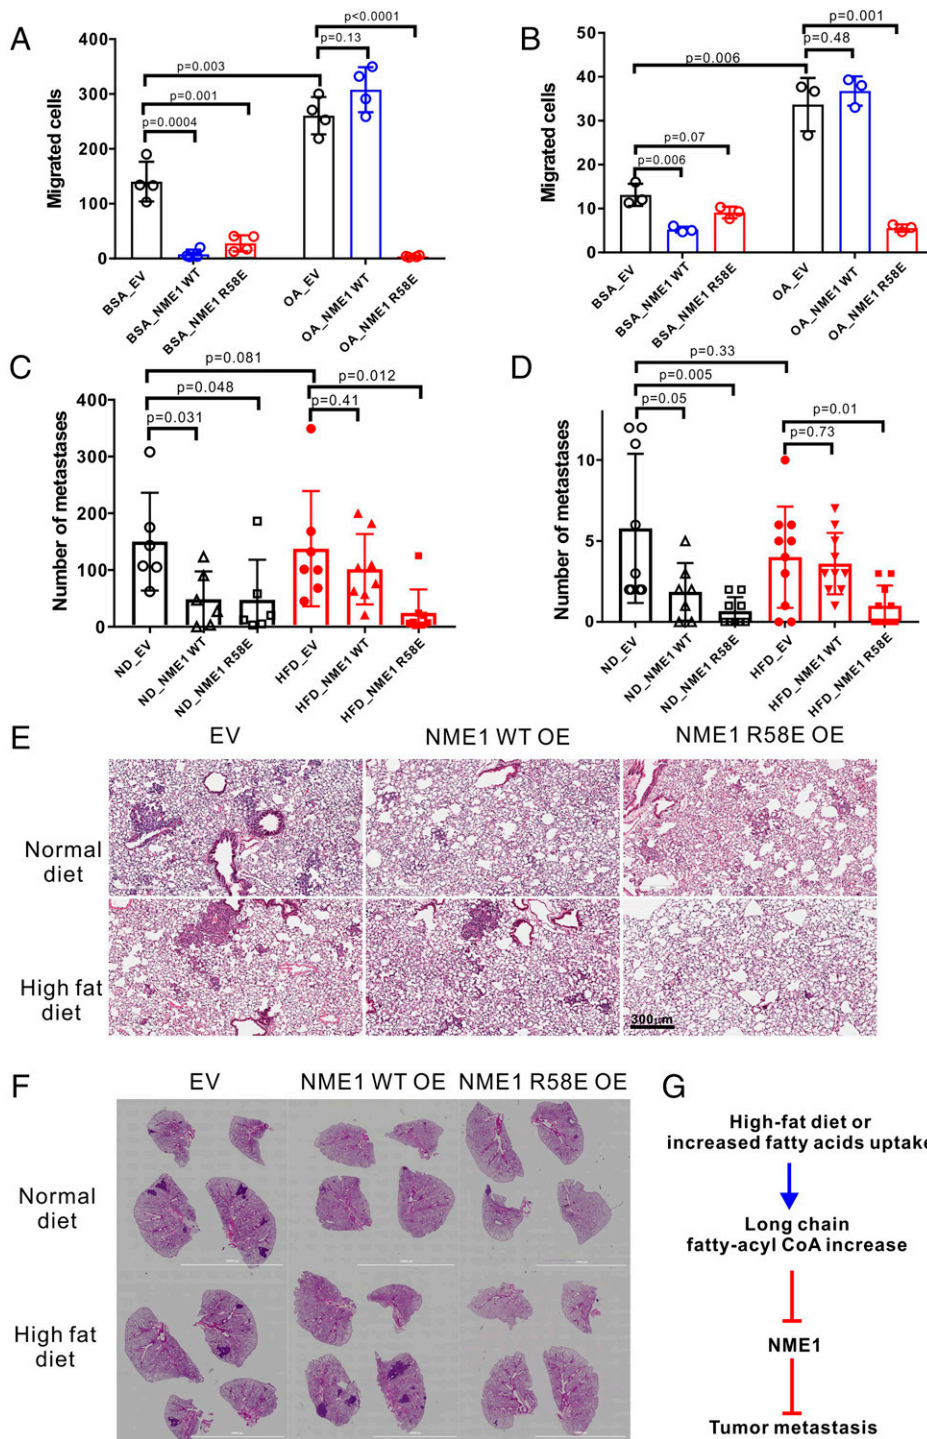 A
p<0.0001
p=0.13
p=0.003
p=0.001
p=0.0004
Migrated cells
400
300
200
100
0
BSA_EV
BSA_NME1 WT
BSA_NME1 R58E
OA_EV
OA_NME1 WT
OA_NME1 R58E
B
p=0.001
p=0.48
p=0.006
p=0.07
p=0.006
Migrated cells
50
40
30
20
10
0
BSA_EV
BSA_NME1 WT
BSA_NME1 R58E
OA_EV
OA_NME1 WT
OA_NME1 R58E
C
p=0.081
p=0.048
p=0.012
p=0.031
p=0.41
Number of metastases
400
300
200
100
0
ND_EV
ND_NME1 WT
ND_NME1 R58E
HFD_EV
HFD_NME1 WT
HFD_NME1 R58E
D
p=0.33
p=0.005
p=0.05
p=0.01
p=0.73
Number of metastases
10
5
0
ND_EV
ND_NME1 WT
ND_NME1 R58E
HFD_EV
HFD_NME1 WT
HFD_NME1 R58E
E
EV
NME1 WT OE
NME1 R58E OE
Normal
diet
High fat
diet
300µm
F
EV
NME1 WT OE
NME1 R58E OE
Normal
diet
High fat
diet
G
High-fat diet or
increased fatty acids uptake
Long chain
fatty-acyl CoA increase
NME1
Tumor metastasis